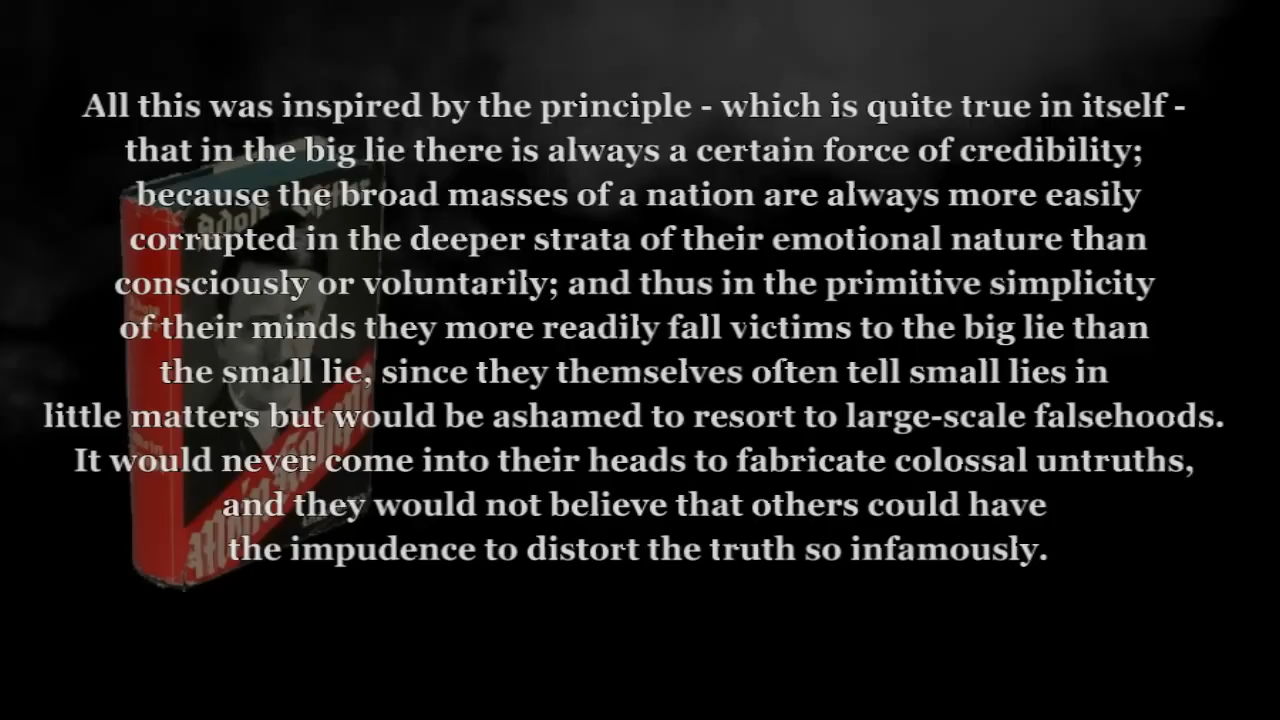 All this was inspired by the principle - which is quite true in itself -
that in the big lie there is always a certain force of credibility;
because the broad masses of a nation are always more easily
corrupted in the deeper strata of their emotional nature than
consciously or voluntarily; and thus in the primitive simplicity
of their minds they more readily fall victims to the big lie than
the small lie, since they themselves often tell small lies in
little matters but would be ashamed to resort to large-scale falsehoods.
It would never come into their heads to fabricate colossal untruths,
and they would not believe that others could have
the impudence to distort the truth so infamously.
Adolf Hitler
Mein Kampf